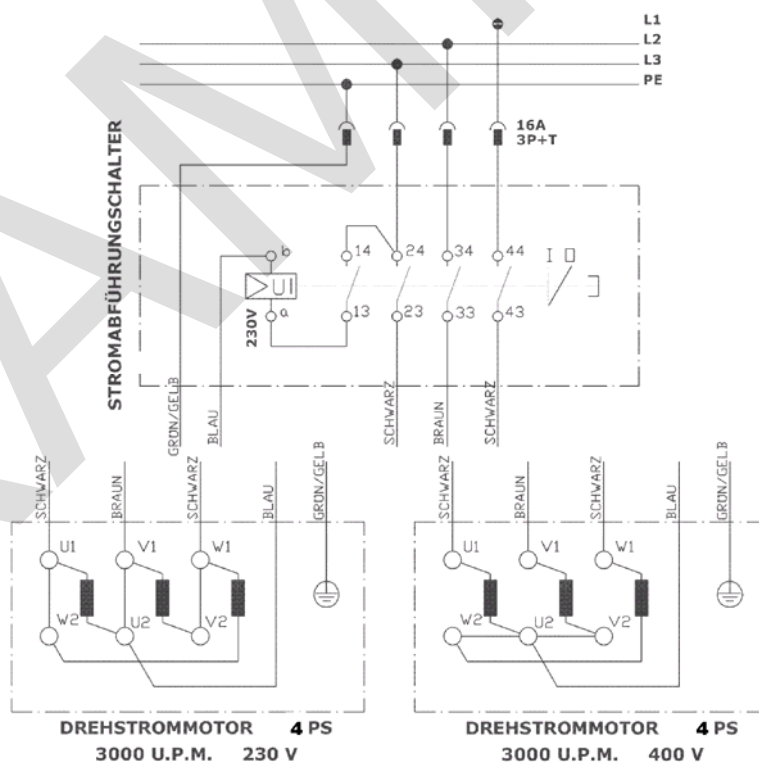 L1
L2
L3
PE
16A
3P+T
STROMABFÜHRUNGSCHALTER
b
14
24
34
44
I 0
U<
230V
a
13
23
33
43
GRÜN/GELB
BLAU
SCHWARZ
BRAUN
SCHWARZ
SCHWARZ
BRAUN
SCHWARZ
BLAU
GRÜN/GELB
SCHWARZ
BRAUN
SCHWARZ
BLAU
GRÜN/GELB
U1
V1
W1
U1
V1
W1
W2
U2
V2
W2
U2
V2
DREHSTROMMOTOR 4 PS
3000 U.P.M. 230 V
DREHSTROMMOTOR 4 PS
3000 U.P.M. 400 V